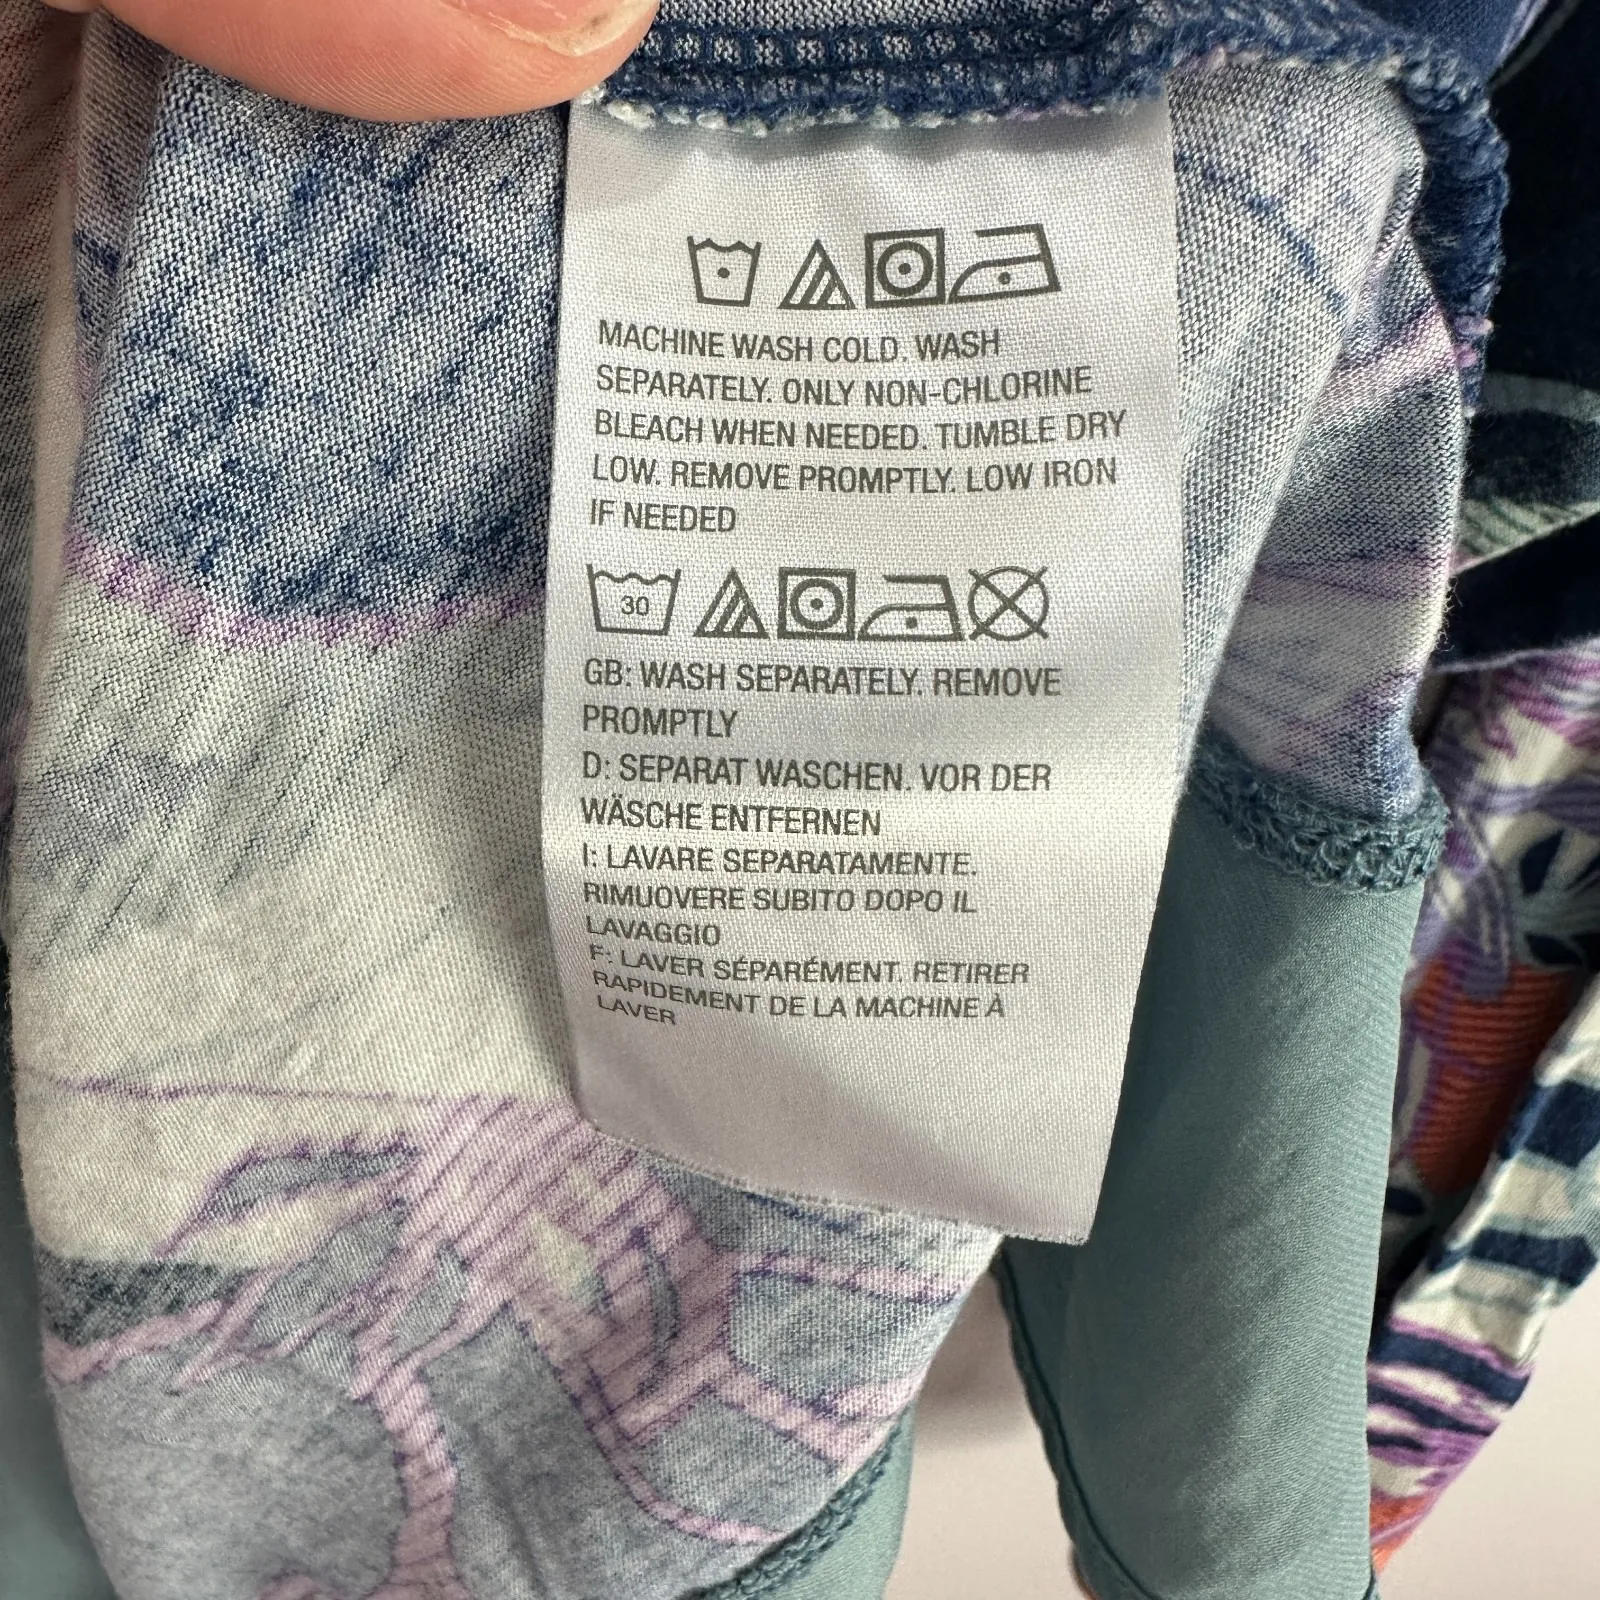 MACHINE WASH COLD. WASH
SEPARATELY. ONLY NON-CHLORINE
BLEACH WHEN NEEDED. TUMBLE DRY
LOW. REMOVE PROMPTLY. LOW IRON
IF NEEDED
30
GB: WASH SEPARATELY. REMOVE
PROMPTLY
D: SEPARAT WASCHEN. VOR DER
WÄSCHE ENTFERNEN
I: LAVARE SEPARATAMENTE.
RIMUOVERE SUBITO DOPO IL
LAVAGGIO
F: LAVER SÉPARÉMENT. RETIRER
RAPIDEMENT DE LA MACHINE À
LAVER